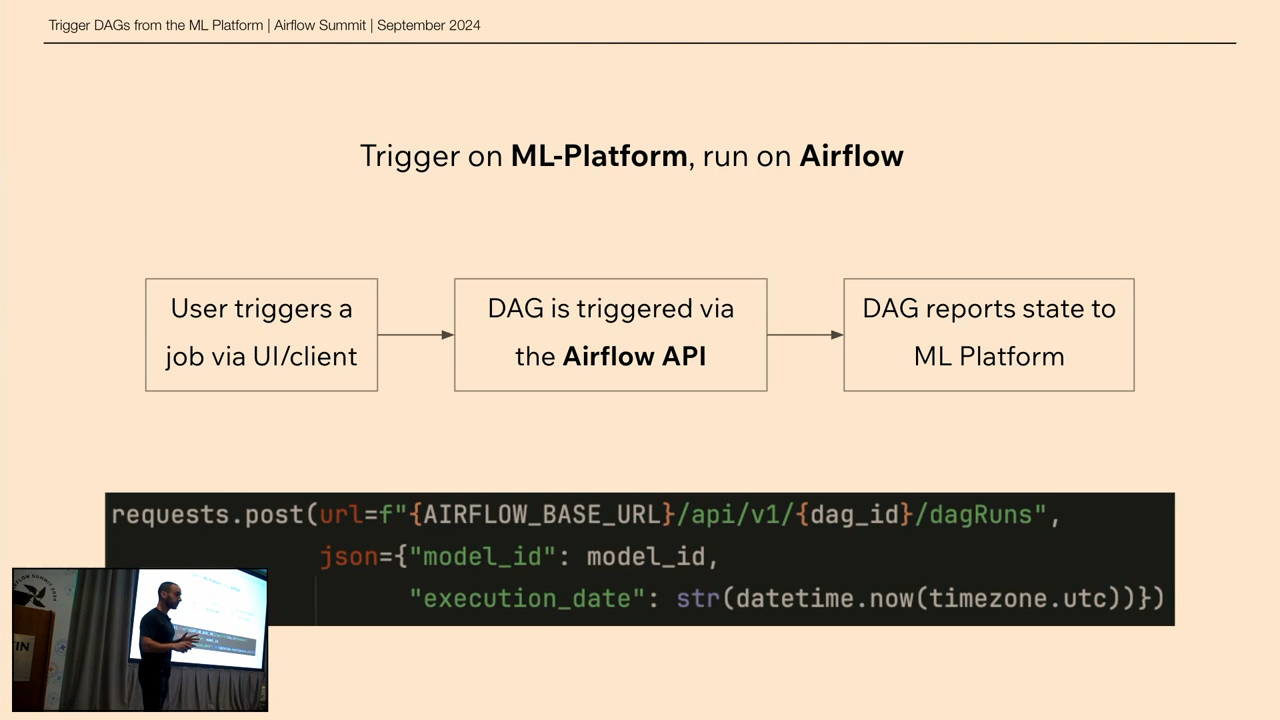 Trigger DAGs from the ML Platform | Airflow Summit | September 2024
Trigger on ML-Platform, run on Airflow
User triggers a
job via UI/client
DAG is triggered via
the Airflow API
DAG reports state to
ML Platform
requests.post(url=f"{AIRFLOW_BASE_URL}/api/v1/{dag_id}/dagRuns",
json={"model_id": model_id,
"execution_date": str(datetime.now(timezone.utc))})